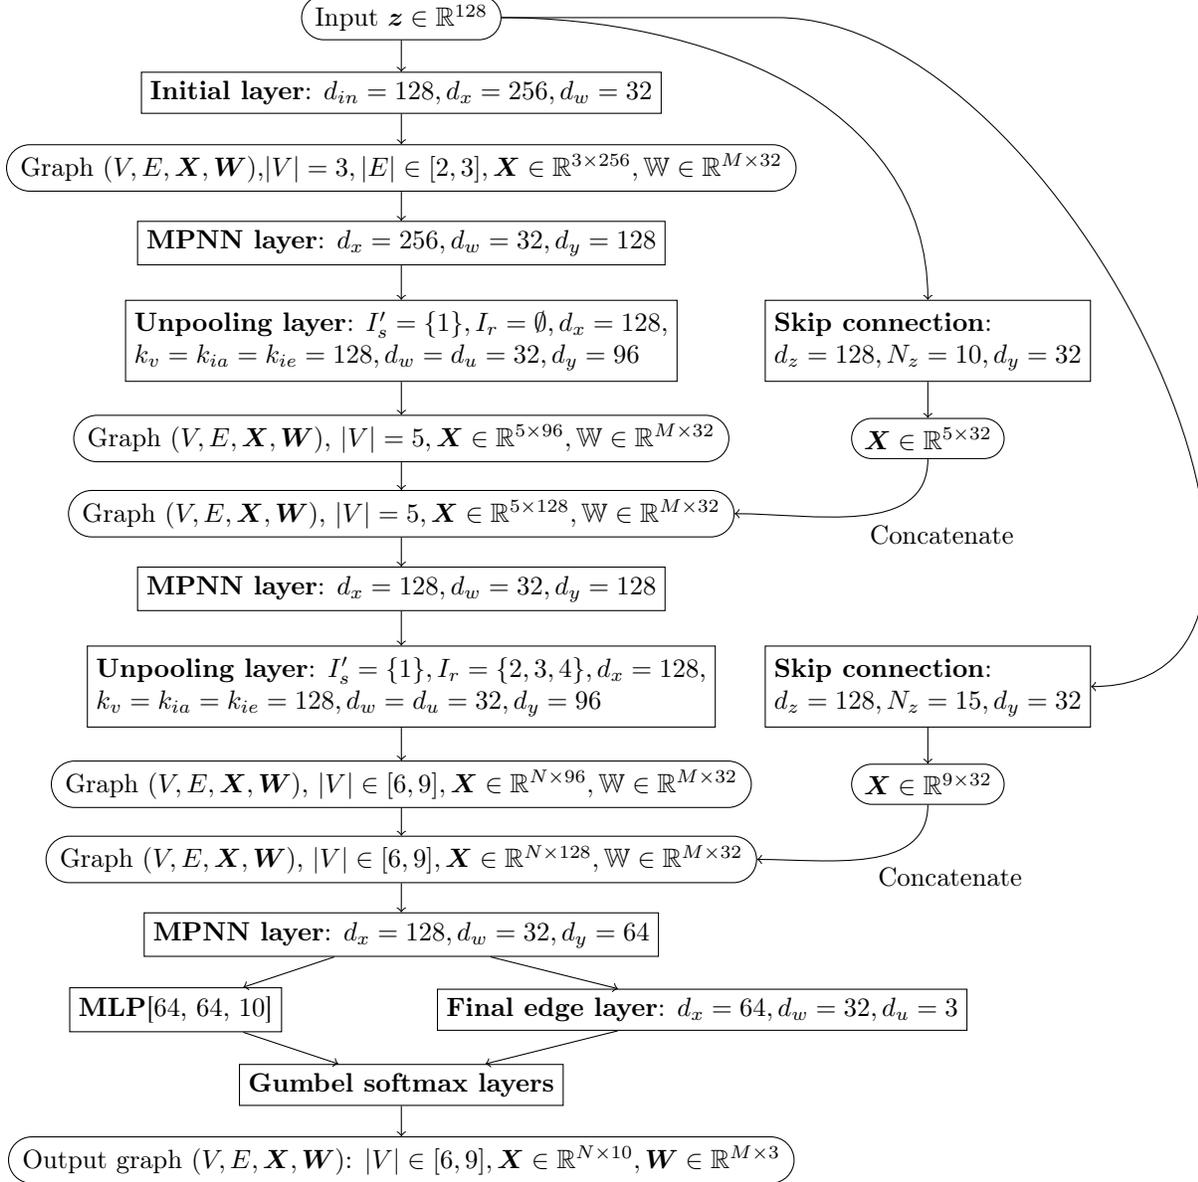 Input z ∈ ℝ^128
Initial layer: d_in = 128, d_x = 256, d_w = 32
Graph (V, E, X, W),|V| = 3, |E| ∈ [2, 3], X ∈ ℝ^{3×256}, 𝕎 ∈ ℝ^{M×32}
MPNN layer: d_x = 256, d_w = 32, d_y = 128
Unpooling layer: I'_s = {1}, I_r = ∅, d_x = 128,
k_v = k_ia = k_ie = 128, d_w = d_u = 32, d_y = 96
Skip connection:
d_z = 128, N_z = 10, d_y = 32
Graph (V, E, X, W), |V| = 5, X ∈ ℝ^{5×96}, 𝕎 ∈ ℝ^{M×32}
X ∈ ℝ^{5×32}
Graph (V, E, X, W), |V| = 5, X ∈ ℝ^{5×128}, 𝕎 ∈ ℝ^{M×32}
Concatenate
MPNN layer: d_x = 128, d_w = 32, d_y = 128
Unpooling layer: I'_s = {1}, I_r = {2, 3, 4}, d_x = 128,
k_v = k_ia = k_ie = 128, d_w = d_u = 32, d_y = 96
Skip connection:
d_z = 128, N_z = 15, d_y = 32
Graph (V, E, X, W), |V| ∈ [6, 9], X ∈ ℝ^{N×96}, 𝕎 ∈ ℝ^{M×32}
X ∈ ℝ^{9×32}
Graph (V, E, X, W), |V| ∈ [6, 9], X ∈ ℝ^{N×128}, 𝕎 ∈ ℝ^{M×32}
Concatenate
MPNN layer: d_x = 128, d_w = 32, d_y = 64
MLP[64, 64, 10]
Final edge layer: d_x = 64, d_w = 32, d_u = 3
Gumbel softmax layers
Output graph (V, E, X, W): |V| ∈ [6, 9], X ∈ ℝ^{N×10}, W ∈ ℝ^{M×3}